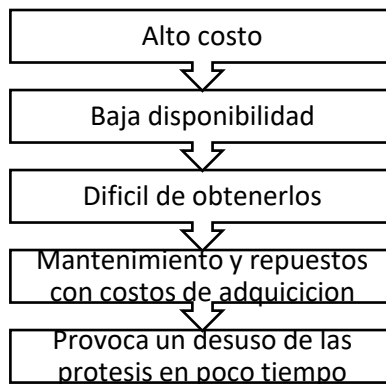 Alto costo
Baja disponibilidad
Dificil de obtenerlos
Mantenimiento y repuestos
con costos de adquicicion
Provoca un desuso de las
protesis en poco tiempo